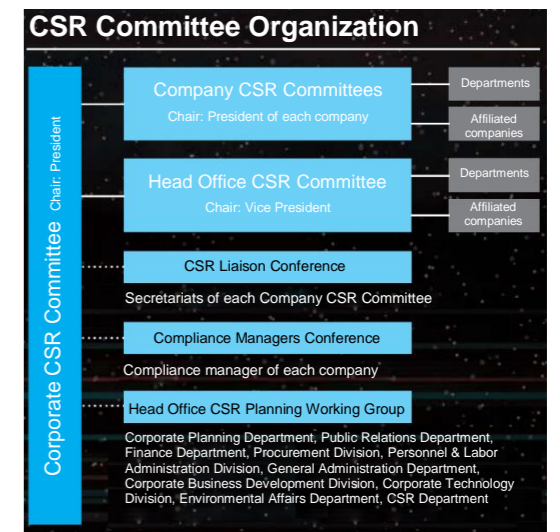 CSR Committee Organization
Corporate CSR Committee Chair: President
Company CSR Committees
Chair: President of each company
Departments
Affiliated
companies
Head Office CSR Committee
Chair: Vice President
Departments
Affiliated
companies
CSR Liaison Conference
Secretariats of each Company CSR Committee
Compliance Managers Conference
Compliance manager of each company
Head Office CSR Planning Working Group
Corporate Planning Department, Public Relations Department,
Finance Department, Procurement Division, Personnel & Labor
Administration Division, General Administration Department,
Corporate Business Development Division, Corporate Technology
Division, Environmental Affairs Department, CSR Department